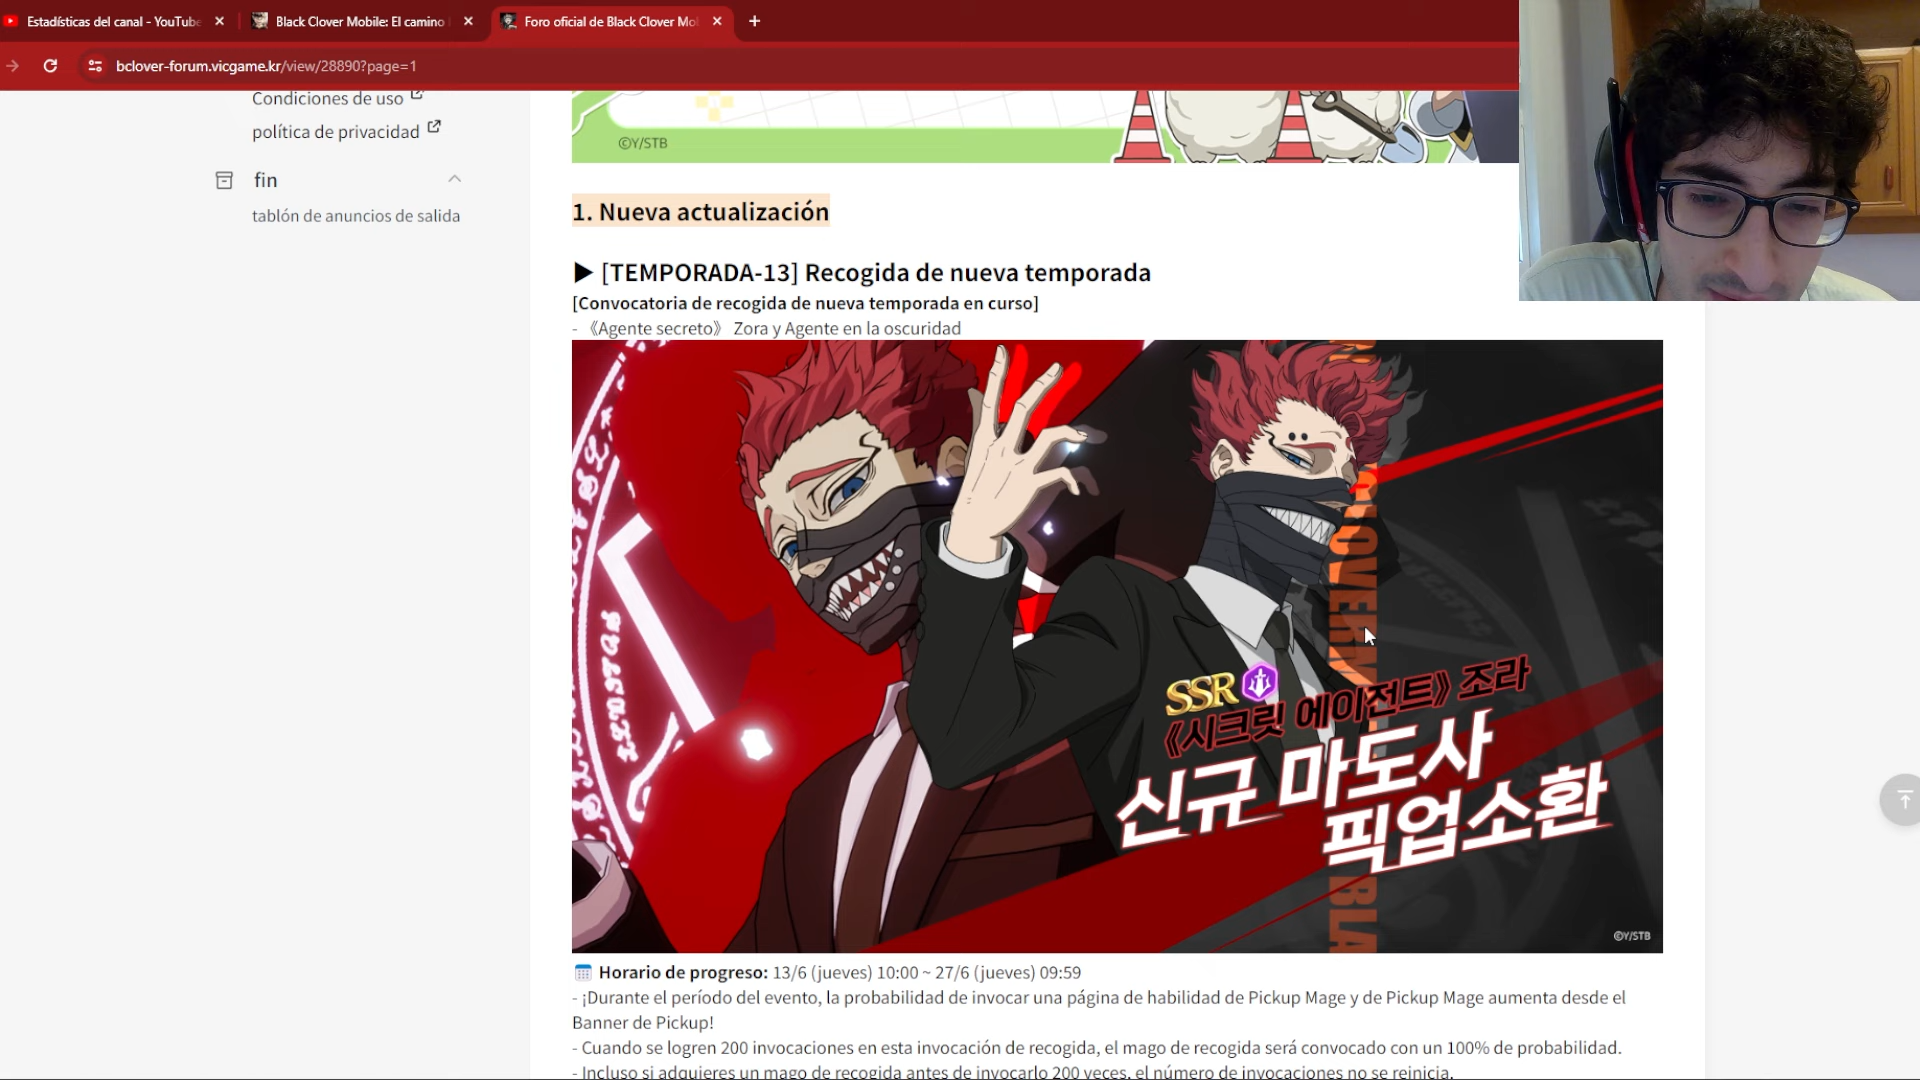 Estadísticas del canal - YouTube
Black Clover Mobile: El camino
Foro oficial de Black Clover Mo
bclover-forum.vicgame.kr/view/28890?page=1
Condiciones de uso
política de privacidad
fin
tablón de anuncios de salida
©Y/STB
1. Nueva actualización
▶ [TEMPORADA-13] Recogida de nueva temporada
[Convocatoria de recogida de nueva temporada en curso]
- 《Agente secreto》 Zora y Agente en la oscuridad
SSR
《시크릿 에이전트》 조라
신규 마도사
픽업소환
©Y/STB
Horario de progreso: 13/6 (jueves) 10:00 ~ 27/6 (jueves) 09:59
- ¡Durante el período del evento, la probabilidad de invocar una página de habilidad de Pickup Mage y de Pickup Mage aumenta desde el
Banner de Pickup!
- Cuando se logren 200 invocaciones en esta invocación de recogida, el mago de recogida será convocado con un 100% de probabilidad.
- Incluso si adquieres un mago de recogida antes de invocarlo 200 veces, el número de invocaciones no se reinicia.